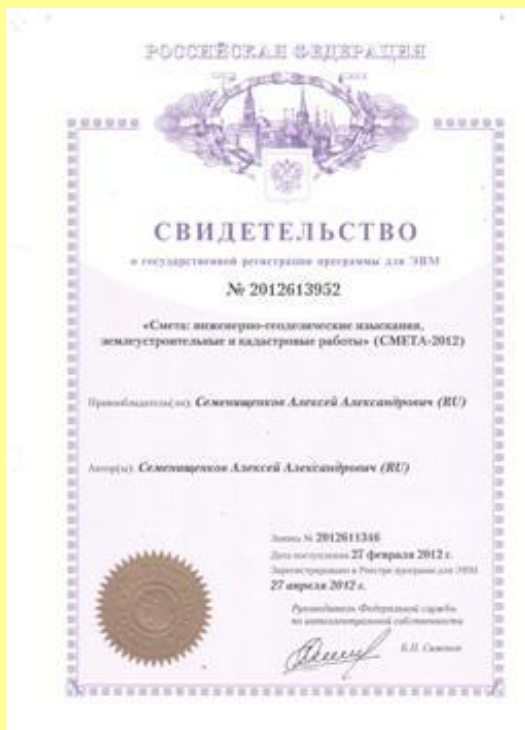 РОССИЙСКАЯ ФЕДЕРАЦИЯ
СВИДЕТЕЛЬСТВО
о государственной регистрации программы для ЭВМ
№ 2012613952
«Смета: инженерно-геодезические изыскания,
землеустроительные и кадастровые работы» (СМЕТА-2012)
Правообладатель(ли): Семенищенков Алексей Александрович (RU)
Автор(ы): Семенищенков Алексей Александрович (RU)
Заявка № 2012611346
Дата поступления 27 февраля 2012 г.
Зарегистрировано в Реестре программ для ЭВМ
27 апреля 2012 г.
Руководитель Федеральной службы
по интеллектуальной собственности
Б.П. Симонов